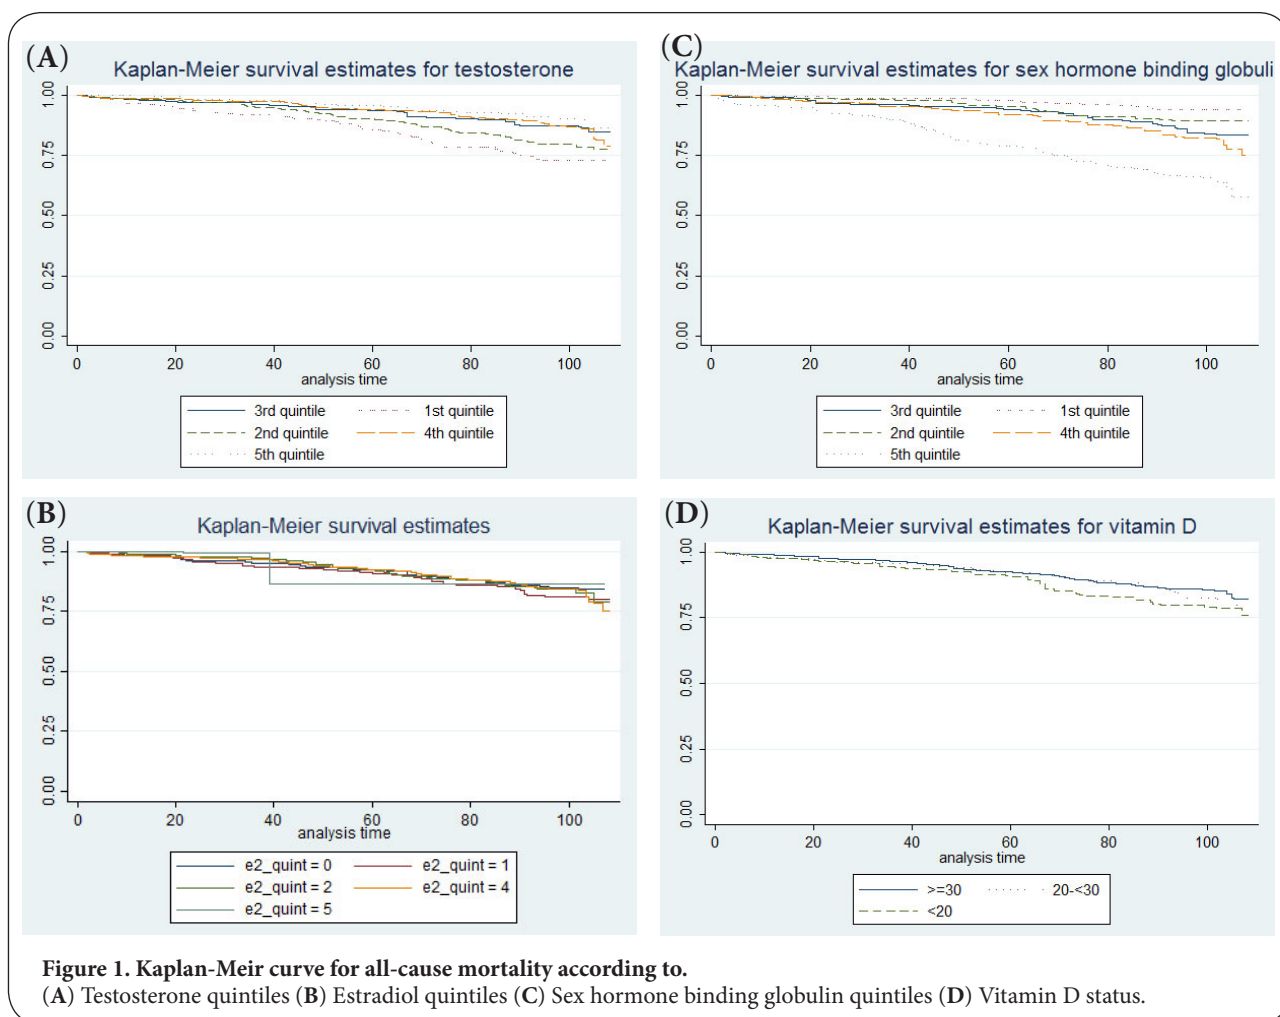 (A)
Kaplan-Meier survival estimates for testosterone
1.00
0.75
0.50
0.25
0.00
0 20 40 60 80 100
analysis time
3rd quintile 1st quintile
2nd quintile 4th quintile
5th quintile
(C)
Kaplan-Meier survival estimates for sex hormone binding globuli
1.00
0.75
0.50
0.25
0.00
0 20 40 60 80 100
analysis time
3rd quintile 1st quintile
2nd quintile 4th quintile
5th quintile
(B)
Kaplan-Meier survival estimates
1.00
0.75
0.50
0.25
0.00
0 20 40 60 80 100
analysis time
e2_quint = 0 e2_quint = 1
e2_quint = 2 e2_quint = 4
e2_quint = 5
(D)
Kaplan-Meier survival estimates for vitamin D
1.00
0.75
0.50
0.25
0.00
0 20 40 60 80 100
analysis time
>=30 20-<30
<20
Figure 1. Kaplan-Meir curve for all-cause mortality according to.
(A) Testosterone quintiles (B) Estradiol quintiles (C) Sex hormone binding globulin quintiles (D) Vitamin D status.